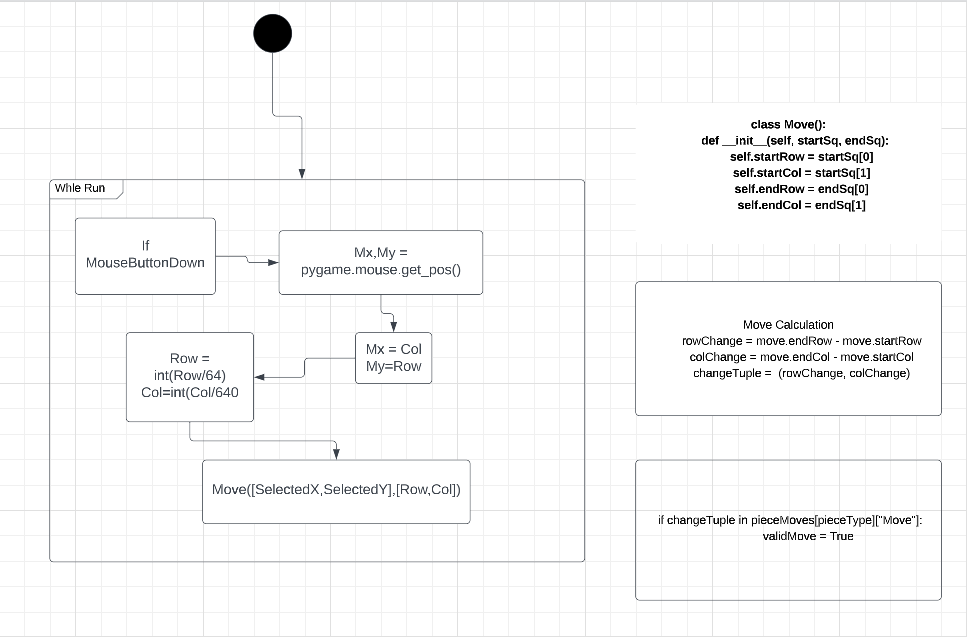 Whle Run
If
MouseButtonDown
Mx,My =
pygame.mouse.get_pos()
Mx = Col
My=Row
Row =
int(Row/64)
Col=int(Col/640
Move([SelectedX,SelectedY],[Row,Col])
class Move():
def __init__(self, startSq, endSq):
self.startRow = startSq[0]
self.startCol = startSq[1]
self.endRow = endSq[0]
self.endCol = endSq[1]
Move Calculation
rowChange = move.endRow - move.startRow
colChange = move.endCol - move.startCol
changeTuple = (rowChange, colChange)
if changeTuple in pieceMoves[pieceType]["Move"]:
validMove = True